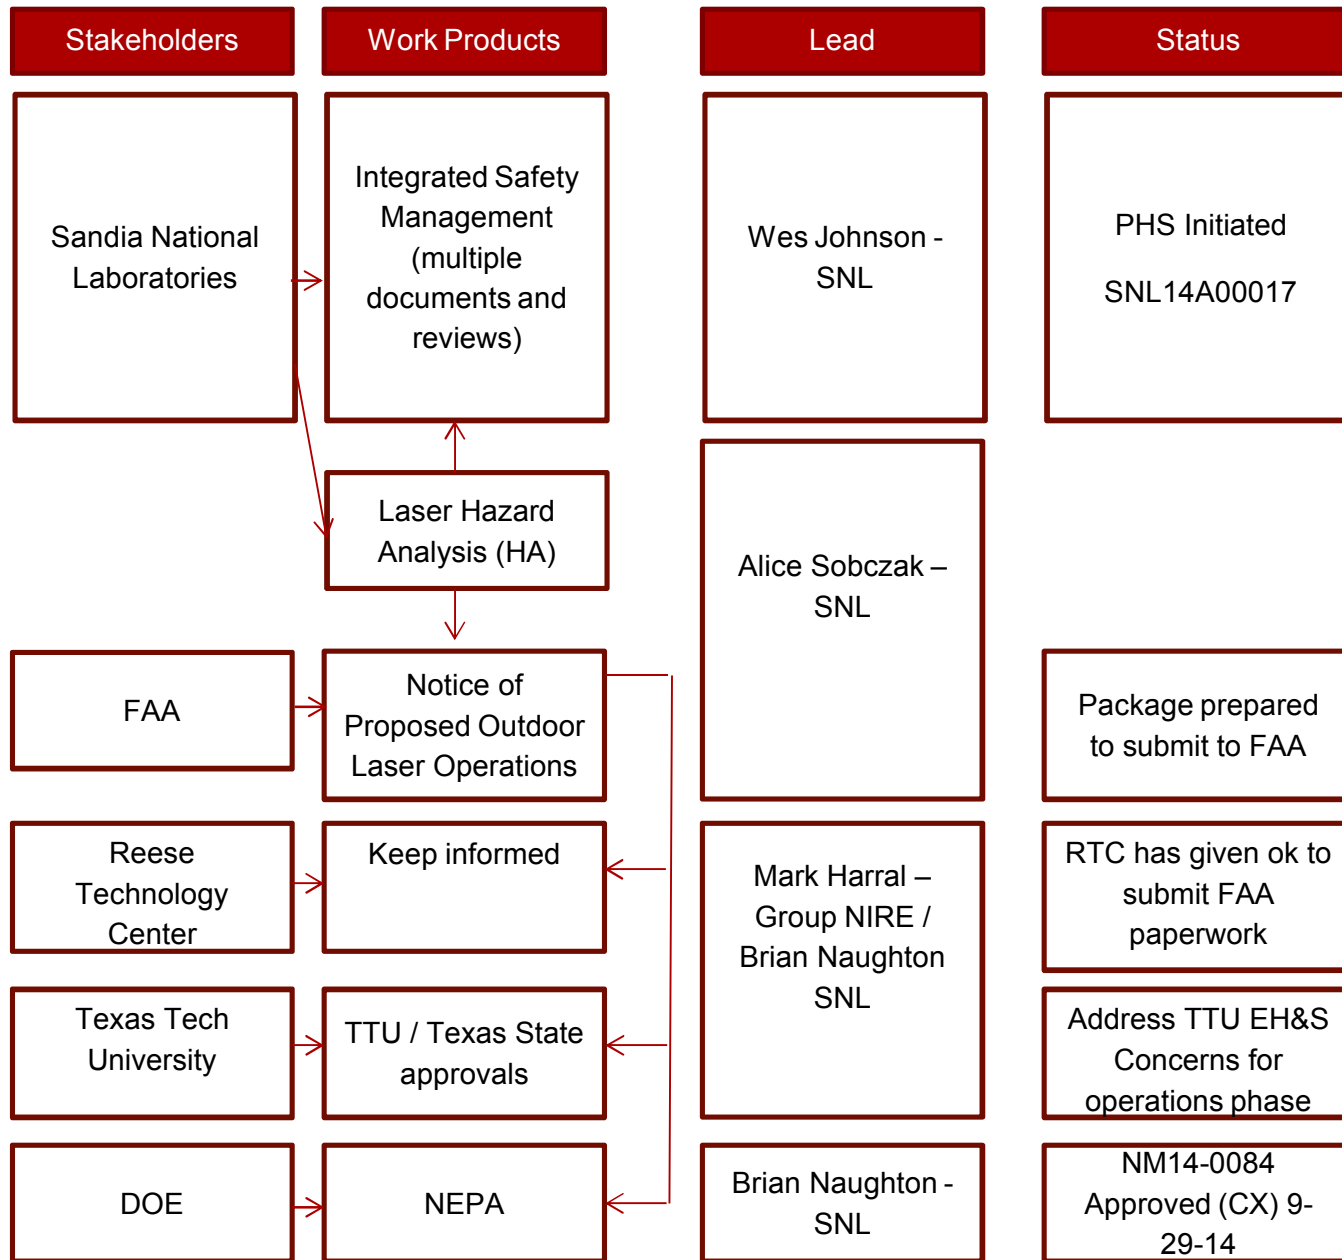 Stakeholders
Work Products
Lead
Status
Sandia National
Laboratories
Integrated Safety
Management
(multiple
documents and
reviews)
Wes Johnson -
SNL
PHS Initiated
SNL14A00017
Laser Hazard
Analysis (HA)
Alice Sobczak –
SNL
FAA
Notice of
Proposed Outdoor
Laser Operations
Package prepared
to submit to FAA
Reese
Technology
Center
Keep informed
Mark Harral –
Group NIRE /
Brian Naughton
SNL
RTC has given ok to
submit FAA
paperwork
Texas Tech
University
TTU / Texas State
approvals
Address TTU EH&S
Concerns for
operations phase
DOE
NEPA
Brian Naughton -
SNL
NM14-0084
Approved (CX) 9-
29-14